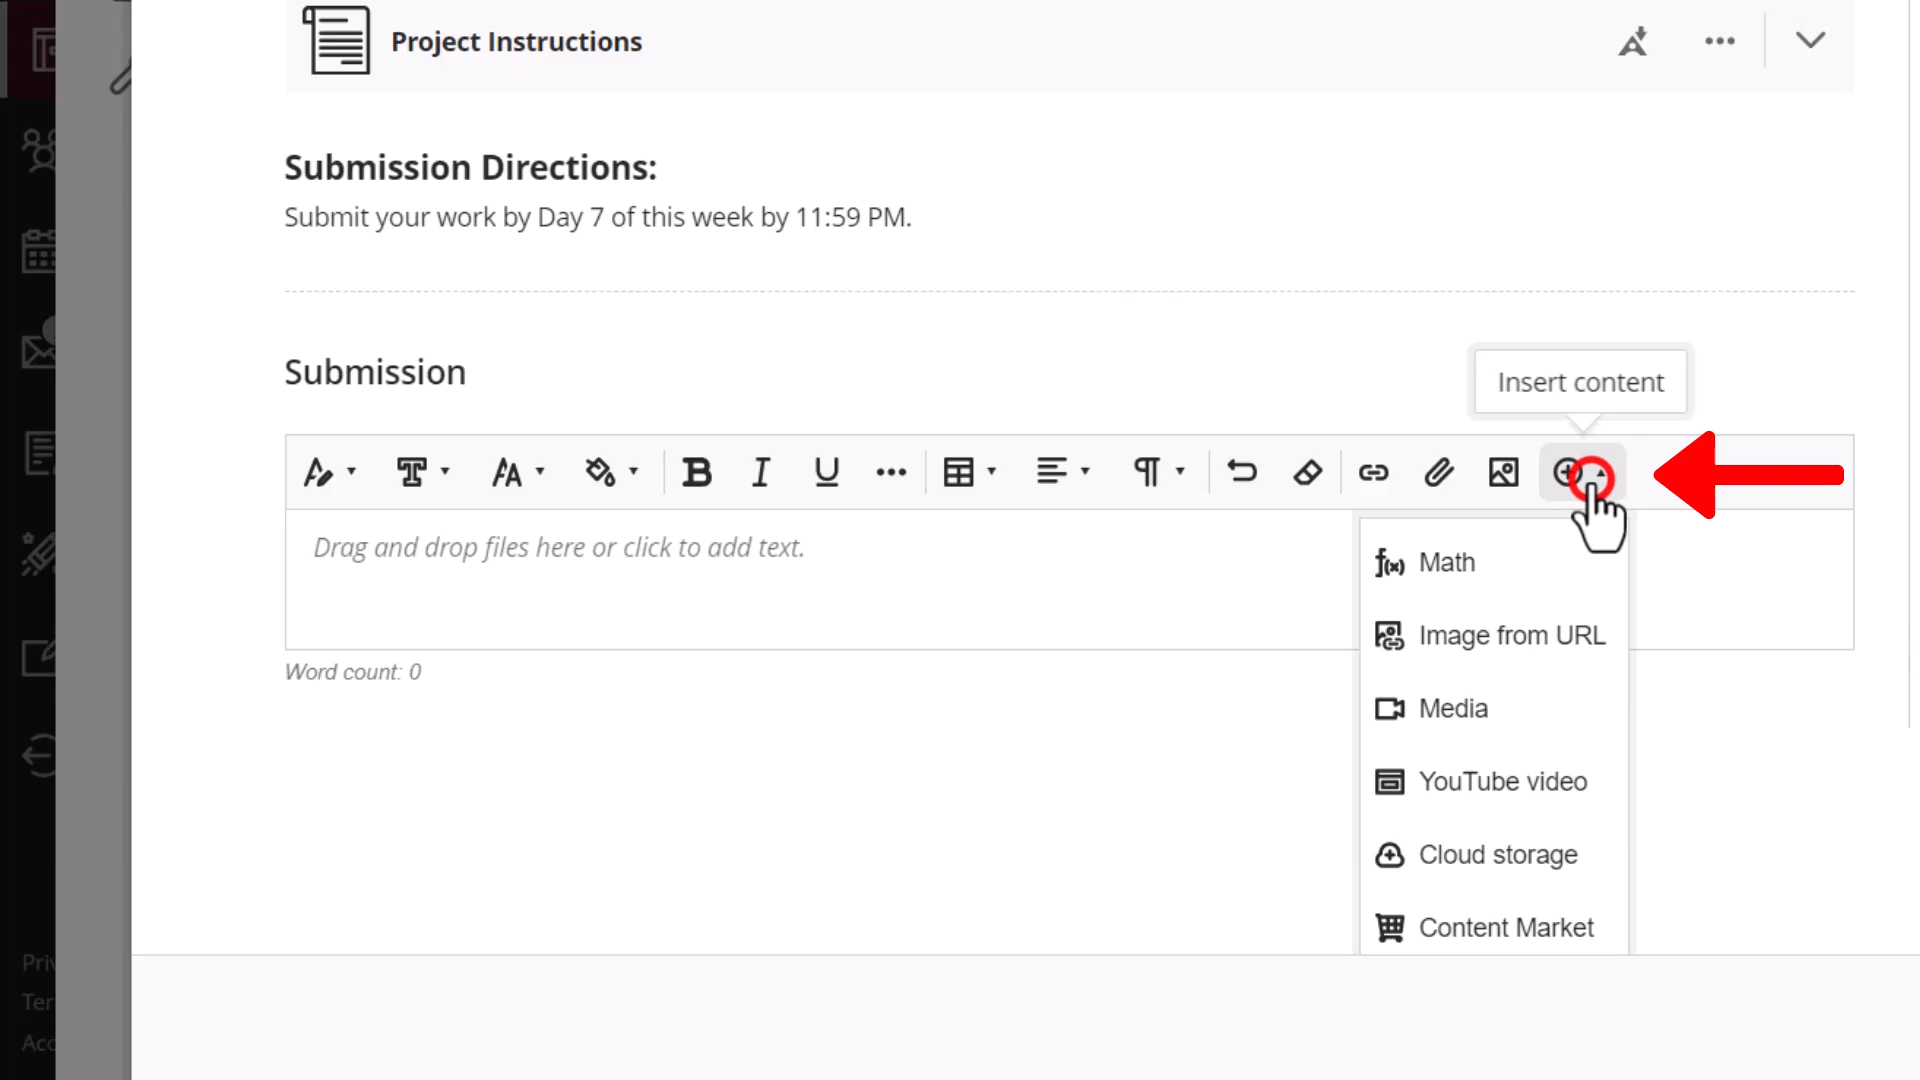 Project Instructions
Submission Directions:
Submit your work by Day 7 of this week by 11:59 PM.
Submission
Insert content
Drag and drop files here or click to add text.
Math
Image from URL
Media
YouTube video
Cloud storage
Content Market
Word count: 0
Priv
Ter
Acc